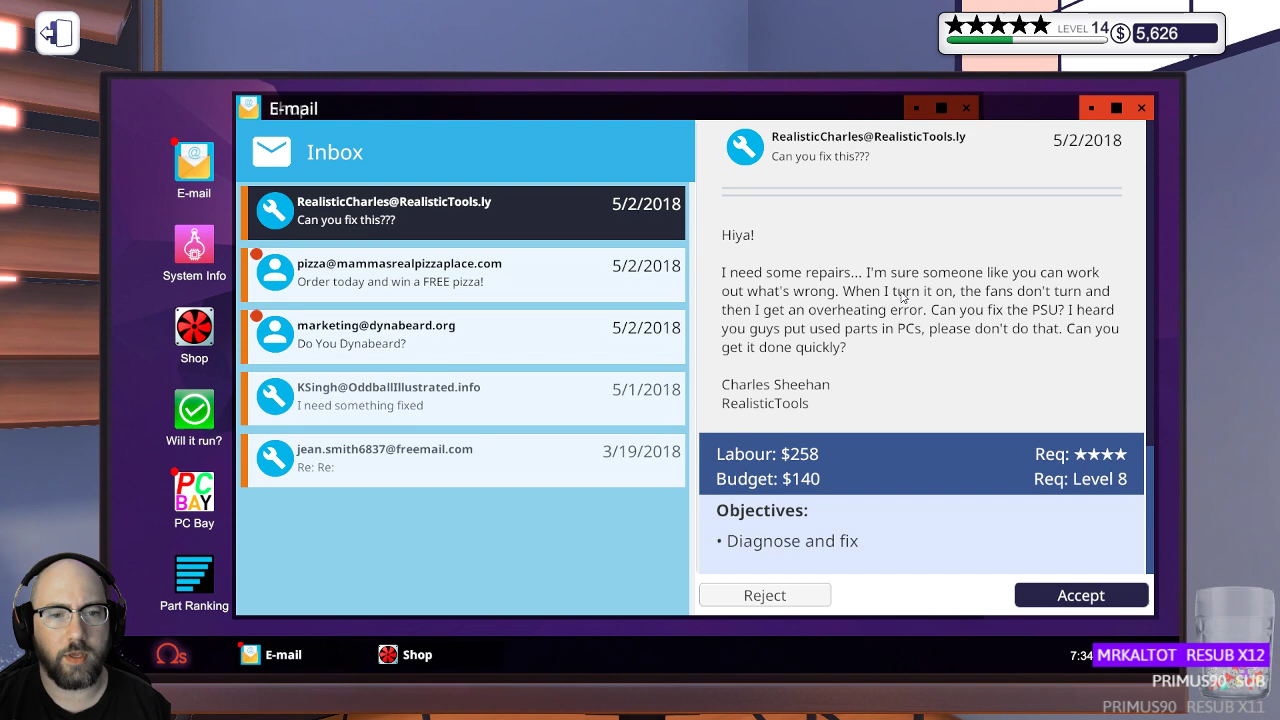 LEVEL 14 $ 5,626
E-mail
Inbox
RealisticCharles@RealisticTools.ly 5/2/2018
Can you fix this???
pizza@mammasrealpizzaplace.com 5/2/2018
Order today and win a FREE pizza!
marketing@dynabeard.org 5/2/2018
Do You Dynabeard?
KSingh@OddballIllustrated.info 5/1/2018
I need something fixed
jean.smith6837@freemail.com 3/19/2018
Re: Re:
RealisticCharles@RealisticTools.ly 5/2/2018
Can you fix this???
Hiya!
I need some repairs... I'm sure someone like you can work
out what's wrong. When I turn it on, the fans don't turn and
then I get an overheating error. Can you fix the PSU? I heard
you guys put used parts in PCs, please don't do that. Can you
get it done quickly?
Charles Sheehan
RealisticTools
Labour: $258 Req: ★★★★
Budget: $140 Req: Level 8
Objectives:
• Diagnose and fix
Reject Accept
E-mail
System Info
Shop
Will it run?
PC
BAY
PC Bay
Part Ranking
Ωs E-mail Shop 7:34
MRKALTOT RESUB X12
PRIMUS90 SUB
PRIMUS90 RESUB X11